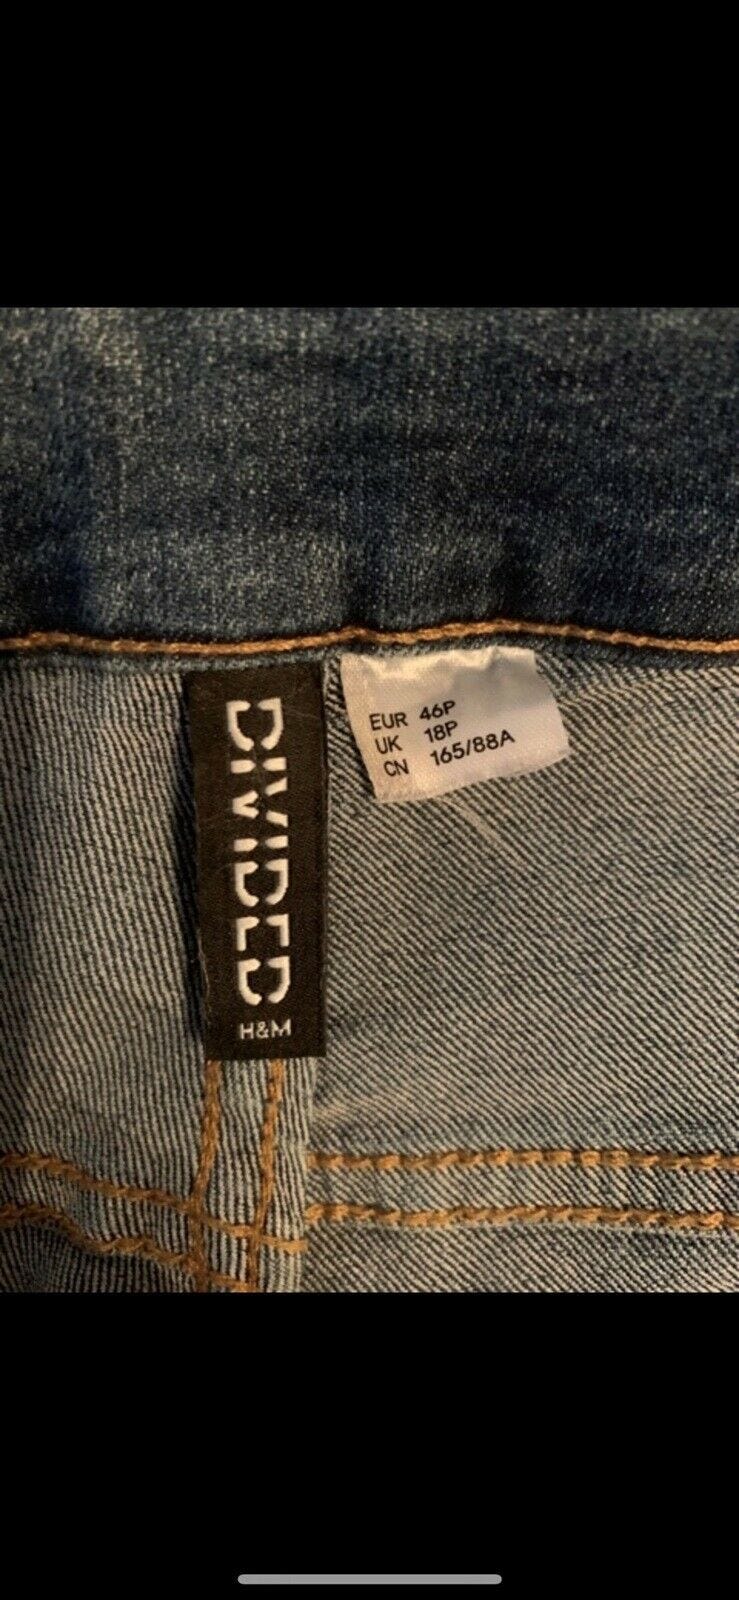 DIVIDED
H&M
EUR 46P
UK 18P
CN 165/88A